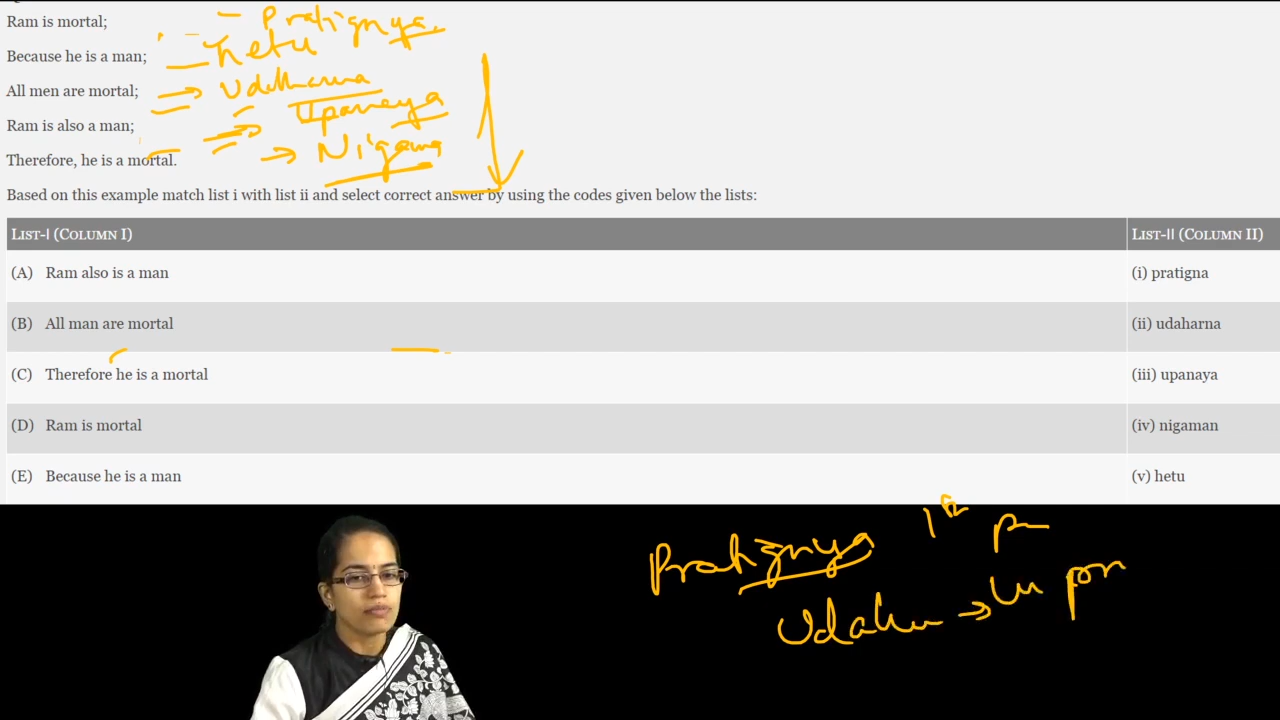 Ram is mortal; – Pratignya.
Because he is a man; hetu
All men are mortal; → Udaharna
Ram is also a man; → Upaneya
Therefore, he is a mortal. → Nigama
Based on this example match list i with list ii and select correct answer by using the codes given below the lists:
List-I (Column I) List-II (Column II)
(A) Ram also is a man (i) pratigna
(B) All man are mortal (ii) udaharna
(C) Therefore he is a mortal (iii) upanaya
(D) Ram is mortal (iv) nigaman
(E) Because he is a man (v) hetu
Pratignya